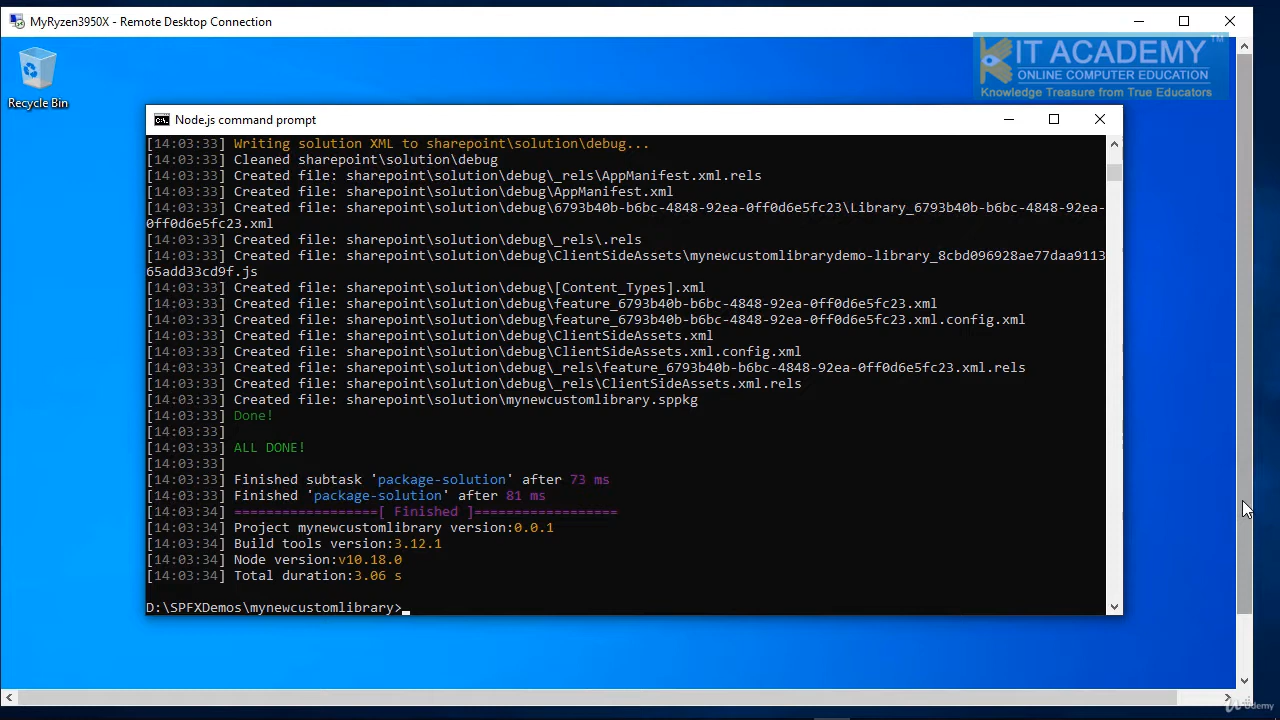 MyRyzen3950X - Remote Desktop Connection
KIT ACADEMY TM
ONLINE COMPUTER EDUCATION
Knowledge Treasure from True Educators
Recycle Bin
Node.js command prompt
[14:03:33] Writing solution XML to sharepoint\solution\debug...
[14:03:33] Cleaned sharepoint\solution\debug
[14:03:33] Created file: sharepoint\solution\debug\_rels\AppManifest.xml.rels
[14:03:33] Created file: sharepoint\solution\debug\AppManifest.xml
[14:03:33] Created file: sharepoint\solution\debug\6793b40b-b6bc-4848-92ea-0ff0d6e5fc23\Library_6793b40b-b6bc-4848-92ea-
0ff0d6e5fc23.xml
[14:03:33] Created file: sharepoint\solution\debug\_rels\.rels
[14:03:33] Created file: sharepoint\solution\debug\ClientSideAssets\mynewcustomlibrarydemo-library_8cbd096928ae77daa9113
65add33cd9f.js
[14:03:33] Created file: sharepoint\solution\debug\[Content_Types].xml
[14:03:33] Created file: sharepoint\solution\debug\feature_6793b40b-b6bc-4848-92ea-0ff0d6e5fc23.xml
[14:03:33] Created file: sharepoint\solution\debug\feature_6793b40b-b6bc-4848-92ea-0ff0d6e5fc23.xml.config.xml
[14:03:33] Created file: sharepoint\solution\debug\ClientSideAssets.xml
[14:03:33] Created file: sharepoint\solution\debug\ClientSideAssets.xml.config.xml
[14:03:33] Created file: sharepoint\solution\debug\_rels\feature_6793b40b-b6bc-4848-92ea-0ff0d6e5fc23.xml.rels
[14:03:33] Created file: sharepoint\solution\debug\_rels\ClientSideAssets.xml.rels
[14:03:33] Created file: sharepoint\solution\mynewcustomlibrary.sppkg
[14:03:33] Done!
[14:03:33]
[14:03:33] ALL DONE!
[14:03:33]
[14:03:33] Finished subtask 'package-solution' after 73 ms
[14:03:33] Finished 'package-solution' after 81 ms
[14:03:34] ==================[ Finished ]==================
[14:03:34] Project mynewcustomlibrary version:0.0.1
[14:03:34] Build tools version:3.12.1
[14:03:34] Node version:v10.18.0
[14:03:34] Total duration:3.06 s
D:\SPFXDemos\mynewcustomlibrary>
Udemy